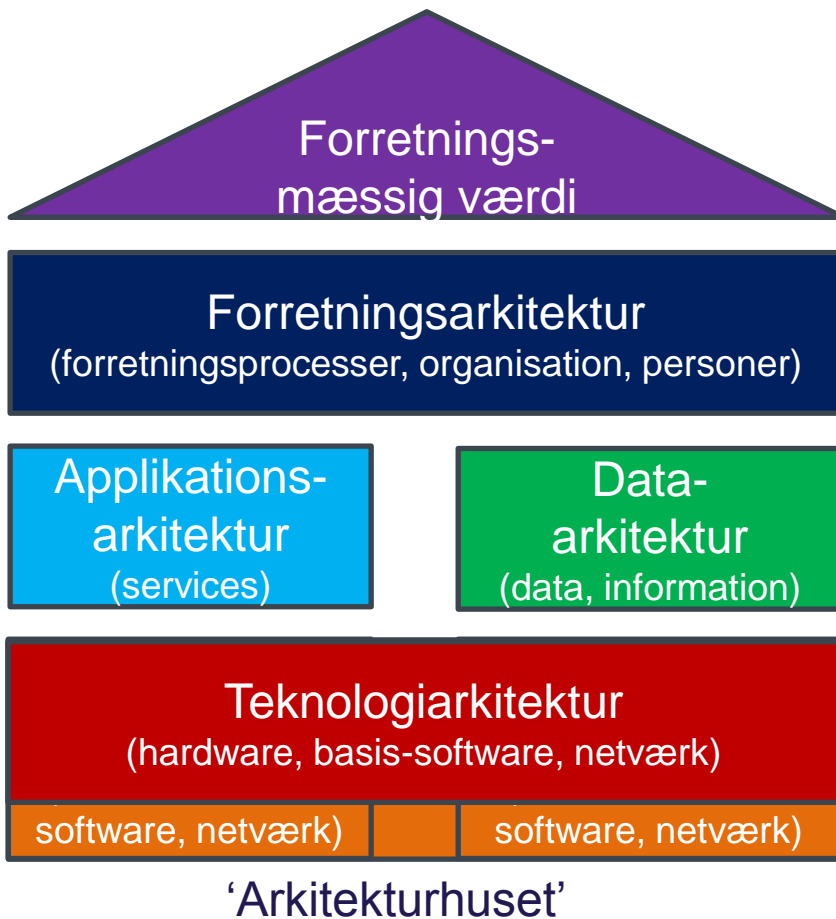 Forretnings-
mæssig værdi
Forretningsarkitektur
(forretningsprocesser, organisation, personer)
Applikations-
arkitektur
(services)
Data-
arkitektur
(data, information)
Teknologiarkitektur
(hardware, basis-software, netværk)
software, netværk)
software, netværk)
‘Arkitekturhuset’